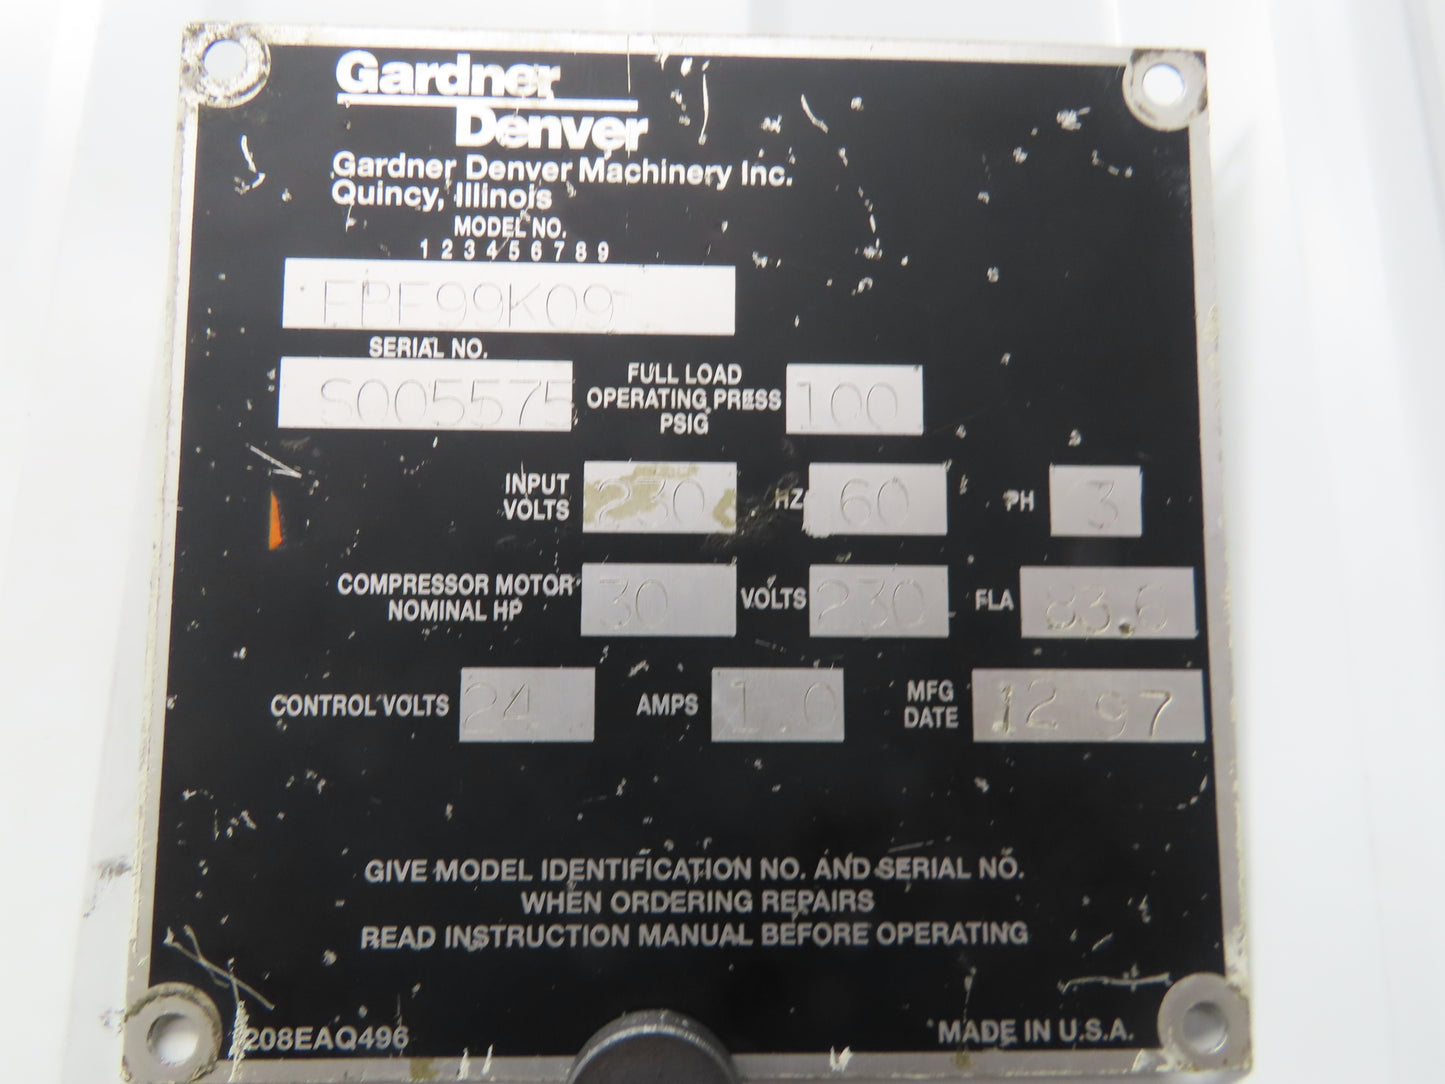 Gardner
Denver
Gardner Denver Machinery Inc.
Quincy, Illinois
MODEL NO.
1 2 3 4 5 6 7 8 9
EBE99K09
SERIAL NO.
S005575
FULL LOAD
OPERATING PRESS
PSIG
100
INPUT
VOLTS
230
HZ
60
PH
3
COMPRESSOR MOTOR
NOMINAL HP
30
VOLTS
230
FLA
83.6
CONTROL VOLTS
24
AMPS
1.0
MFG
DATE
12 97
GIVE MODEL IDENTIFICATION NO. AND SERIAL NO.
WHEN ORDERING REPAIRS
READ INSTRUCTION MANUAL BEFORE OPERATING
208EAQ496
MADE IN U.S.A.